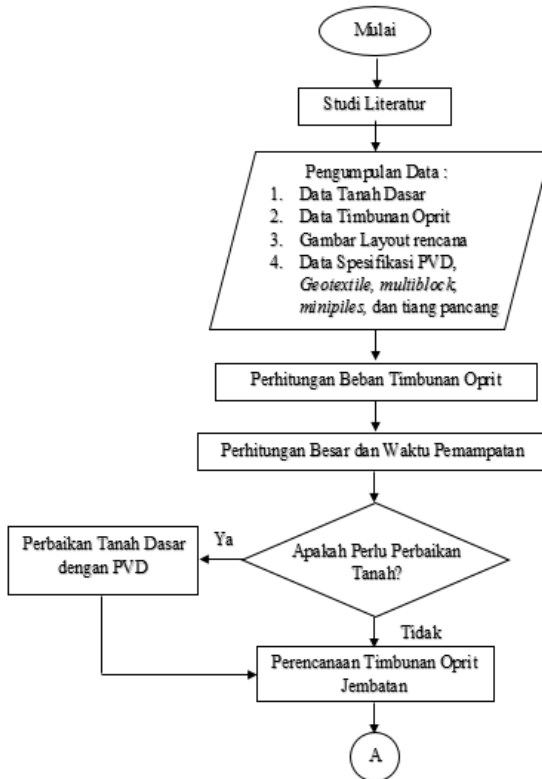 Mulai
Studi Literatur
Pengumpulan Data :
1. Data Tanah Dasar
2. Data Timbunan Oprit
3. Gambar Layout rencana
4. Data Spesifikasi PVD,
Geotextile, multiblock,
minipiles, dan tiang pancang
Perhitungan Beban Timbunan Oprit
Perhitungan Besar dan Waktu Pemampatan
Apakah Perlu Perbaikan
Tanah?
Ya
Perbaikan Tanah Dasar
dengan PVD
Tidak
Perencanaan Timbunan Oprit
Jembatan
A